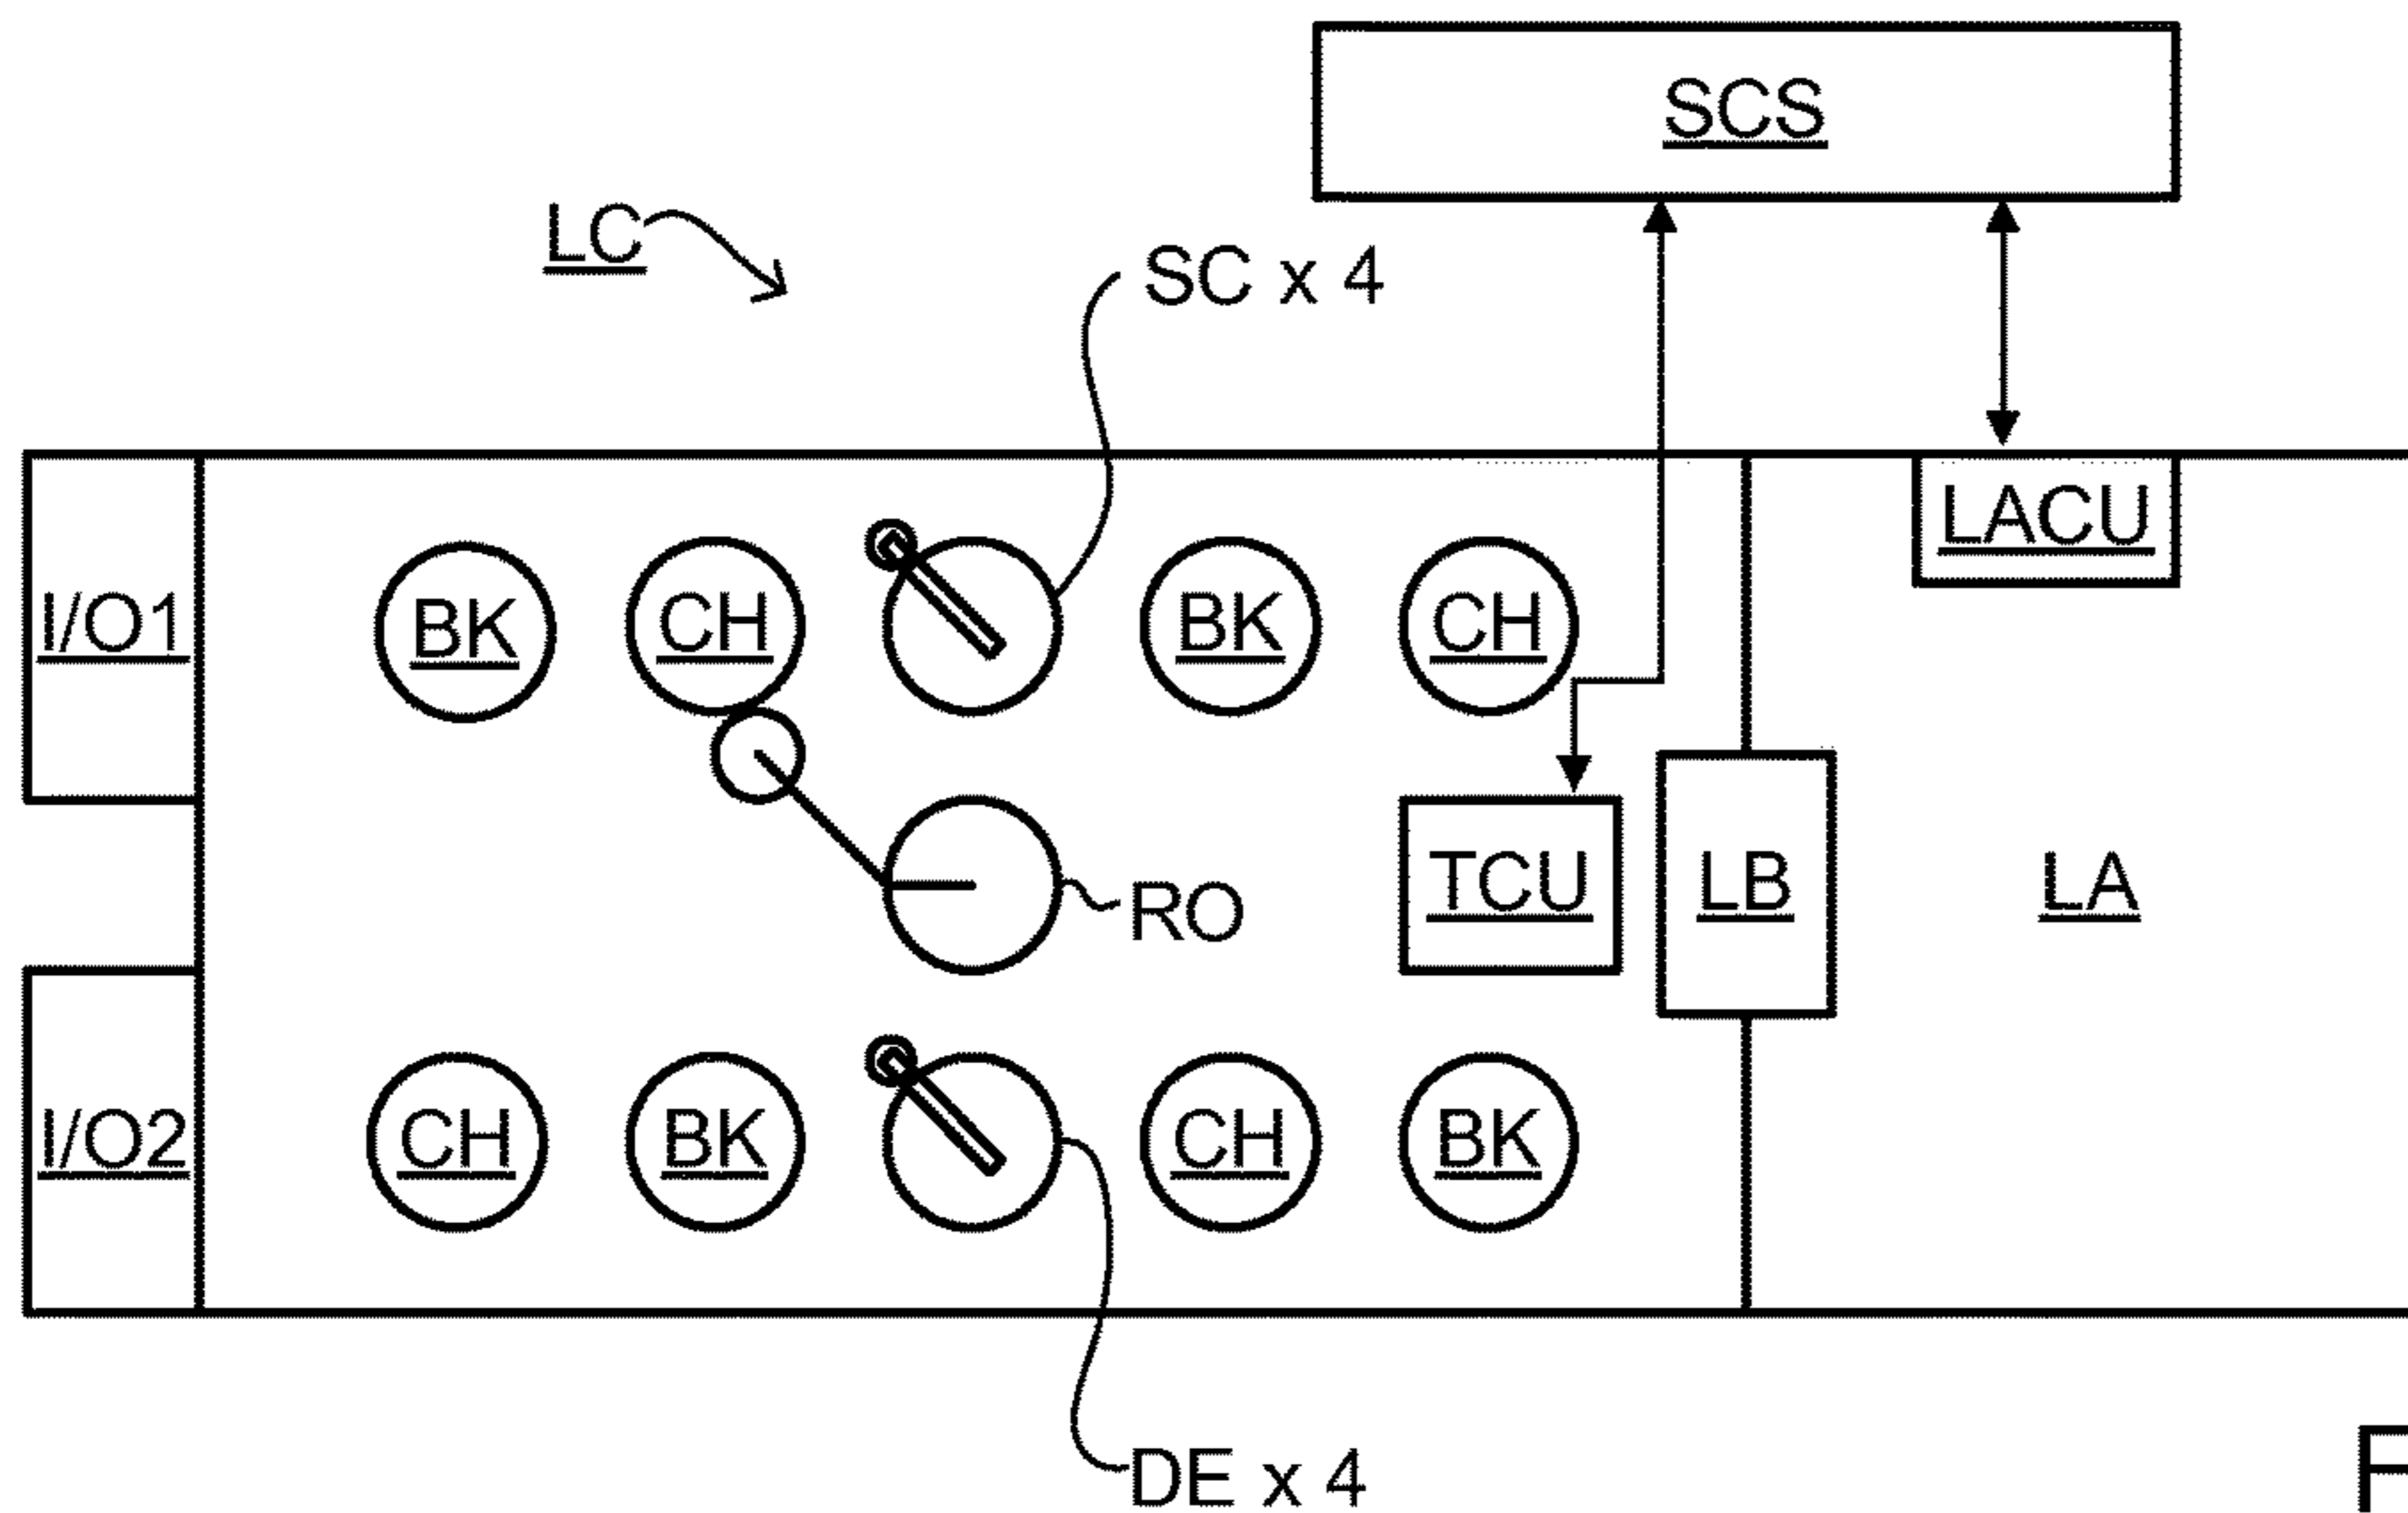 SCS
LC
SC x 4
LACU
I/O1
BK
CH
BK
CH
TCU
LB
LA
RO
I/O2
CH
BK
CH
BK
DE x 4
F